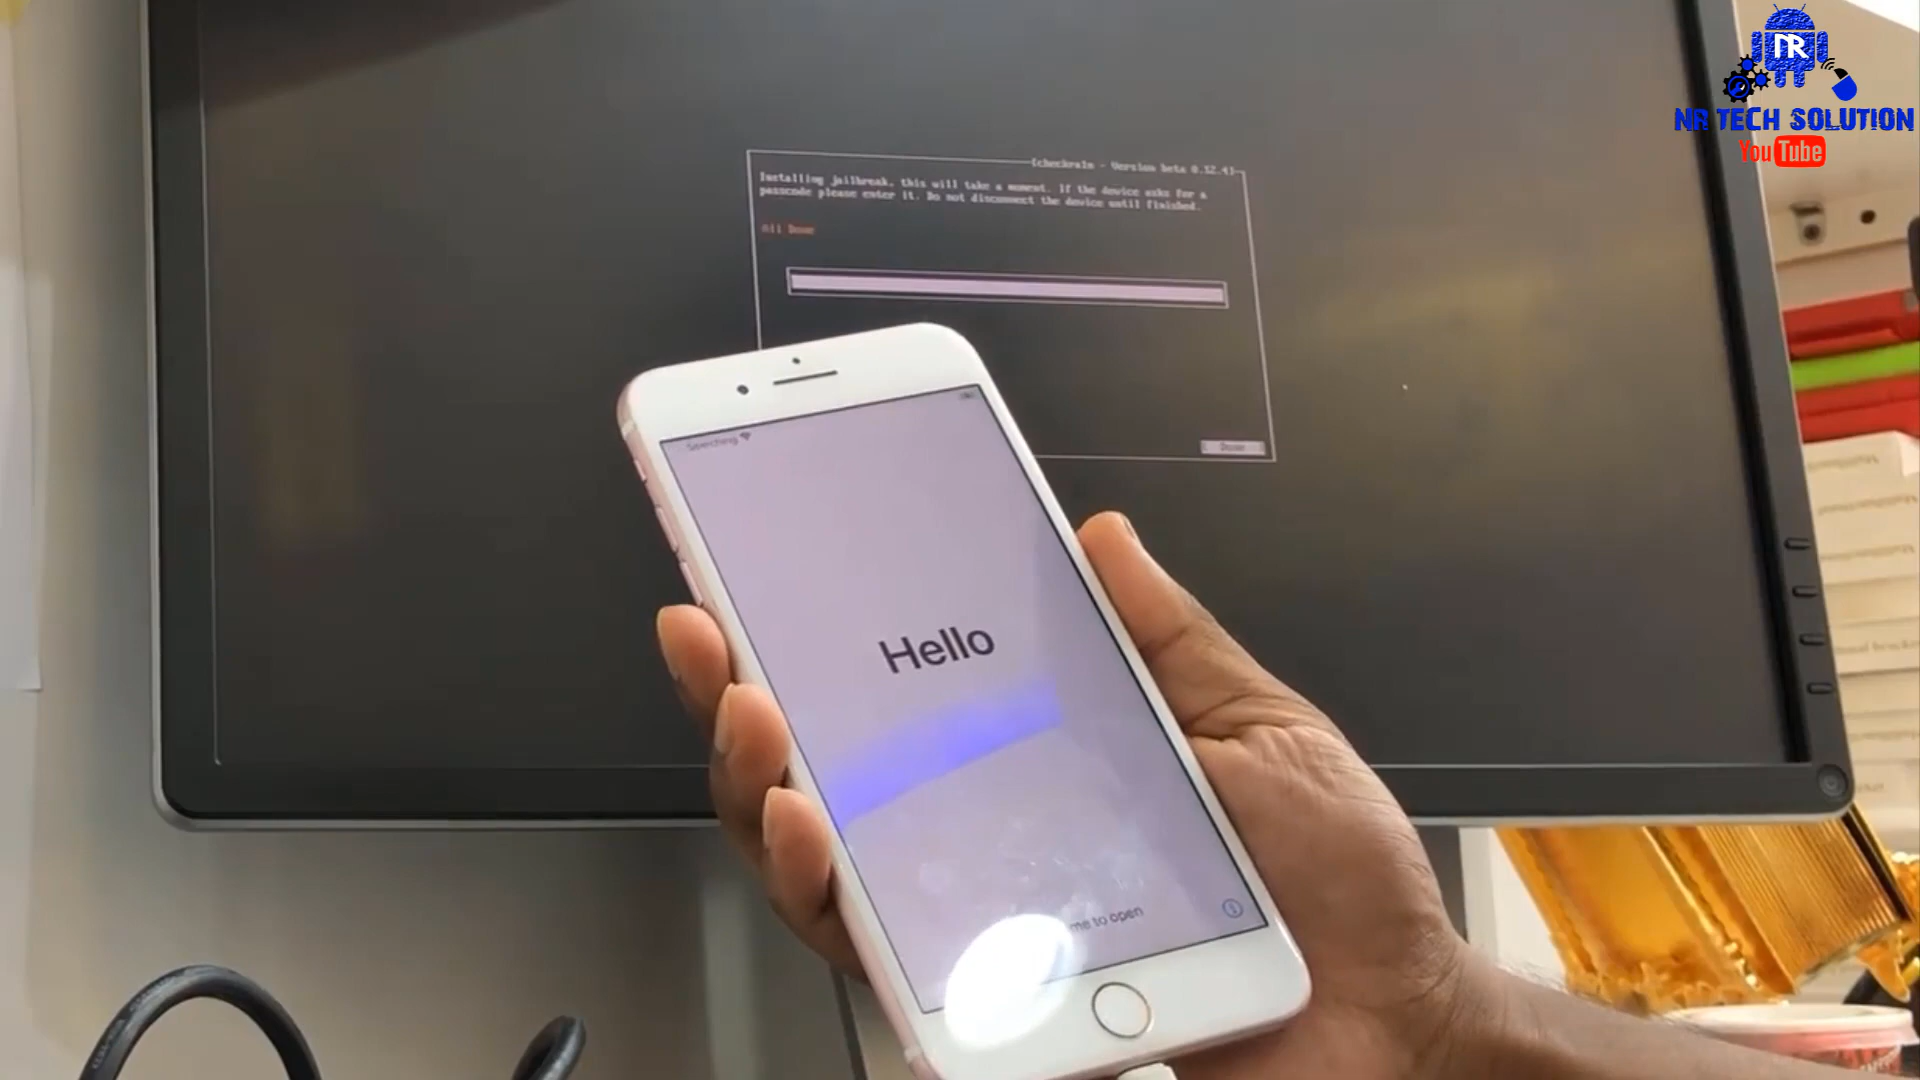 NR
NR TECH SOLUTION
YouTube
[checkra1n - Version beta 0.12.4]
Installing jailbreak, this will take a moment. If the device asks for a
passcode please enter it. Do not disconnect the device until finished.
All Done
Done
Searching
Hello
me to open